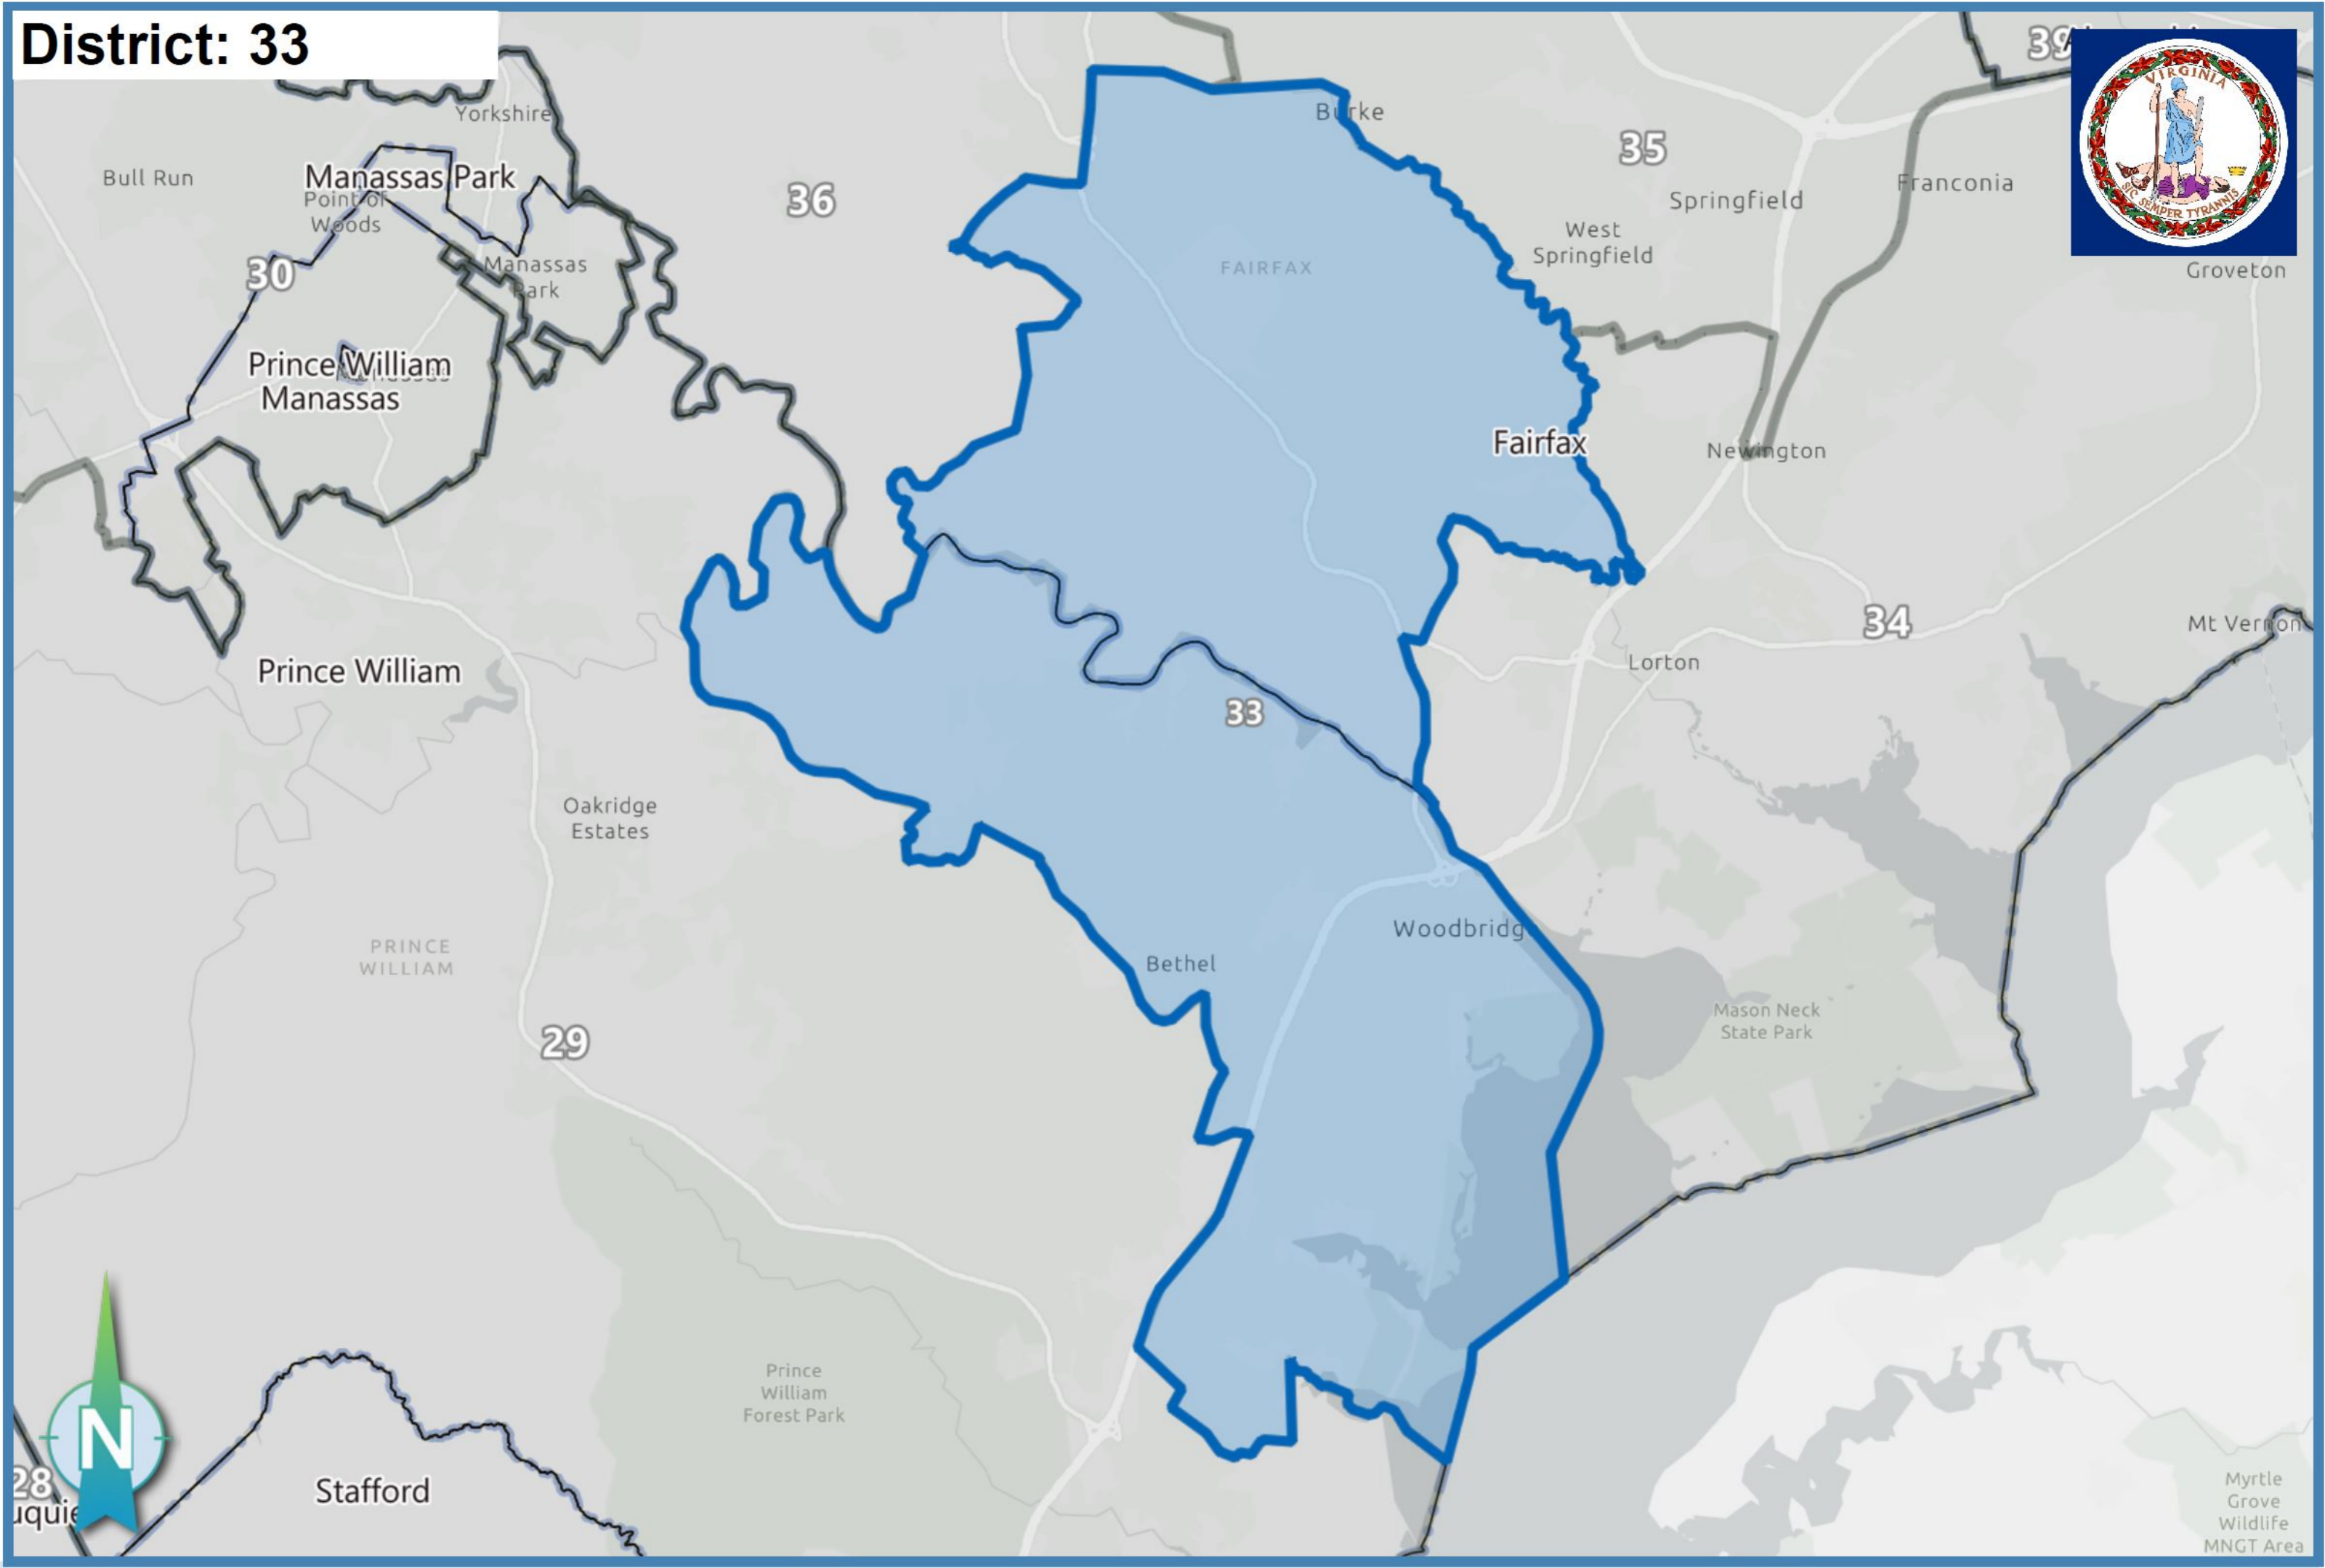 District: 33
39
VIRGINIA
SIC SEMPER TYRANNIS
Yorkshire
Burke
35
Bull Run
Manassas Park
Point of
Woods
36
Springfield
Franconia
West
Springfield
Groveton
30
Manassas
Park
FAIRFAX
Prince William
Manassas
Fairfax
Newington
Prince William
34
Mt Vernon
Lorton
33
Oakridge
Estates
PRINCE
WILLIAM
Woodbridg
Bethel
29
Mason Neck
State Park
Prince
William
Forest Park
N
28
uquie
Stafford
Myrtle
Grove
Wildlife
MNGT Area